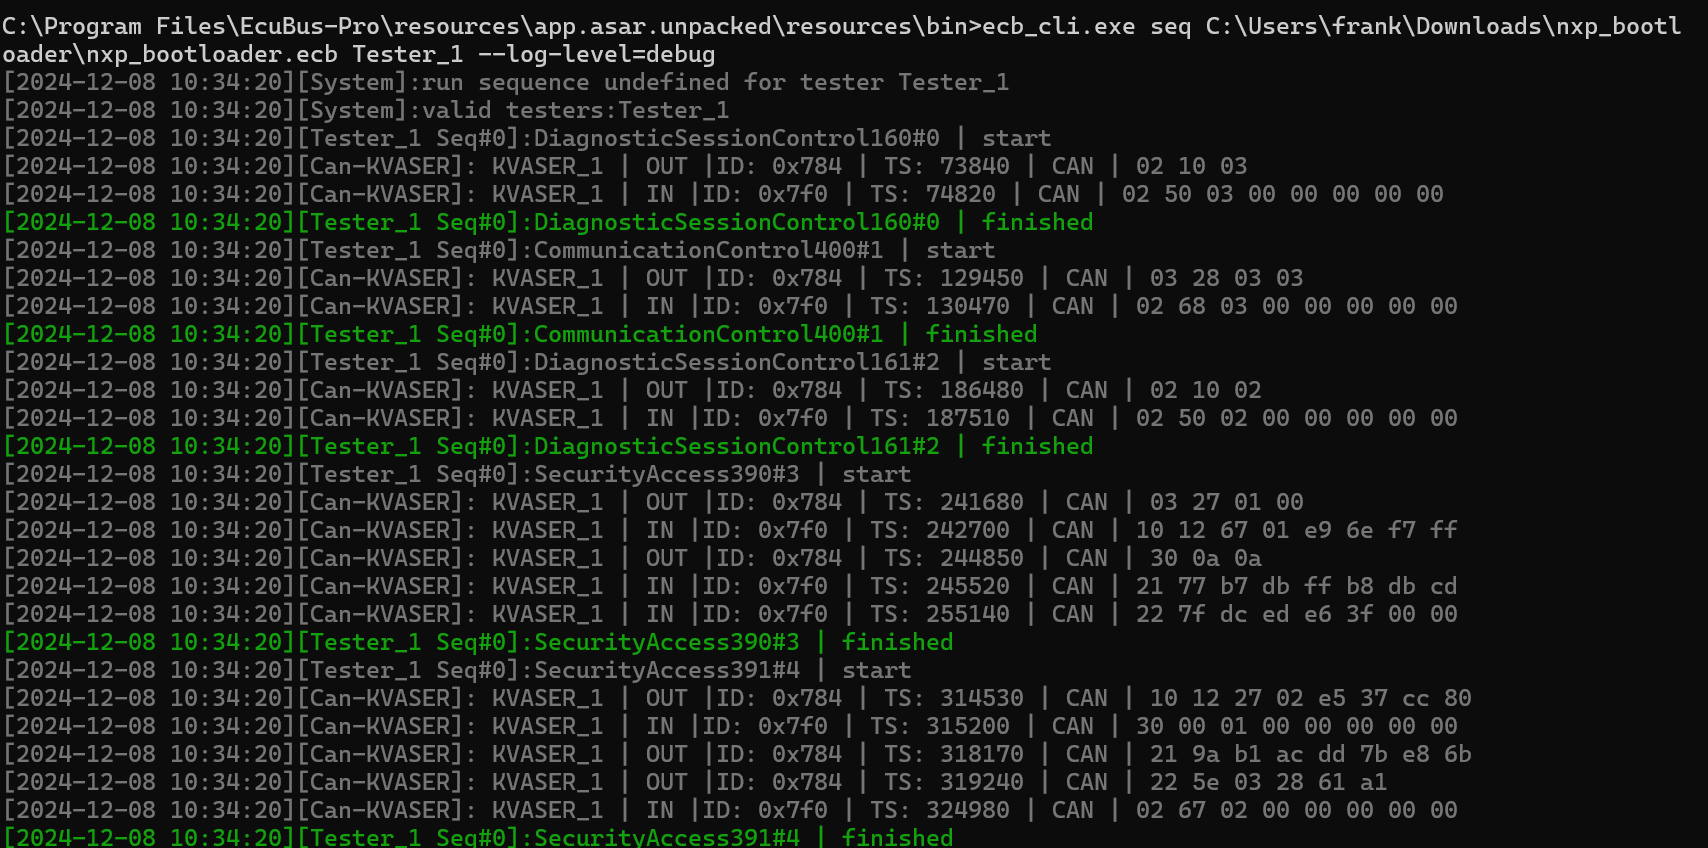 C:\Program Files\EcuBus-Pro\resources\app.asar.unpacked\resources\bin>ecb_cli.exe seq C:\Users\frank\Downloads\nxp_bootl
oader\nxp_bootloader.ecb Tester_1 --log-level=debug
[2024-12-08 10:34:20][System]:run sequence undefined for tester Tester_1
[2024-12-08 10:34:20][System]:valid testers:Tester_1
[2024-12-08 10:34:20][Tester_1 Seq#0]:DiagnosticSessionControl160#0 | start
[2024-12-08 10:34:20][Can-KVASER]: KVASER_1 | OUT |ID: 0x784 | TS: 73840 | CAN | 02 10 03
[2024-12-08 10:34:20][Can-KVASER]: KVASER_1 | IN |ID: 0x7f0 | TS: 74820 | CAN | 02 50 03 00 00 00 00 00
[2024-12-08 10:34:20][Tester_1 Seq#0]:DiagnosticSessionControl160#0 | finished
[2024-12-08 10:34:20][Tester_1 Seq#0]:CommunicationControl400#1 | start
[2024-12-08 10:34:20][Can-KVASER]: KVASER_1 | OUT |ID: 0x784 | TS: 129450 | CAN | 03 28 03 03
[2024-12-08 10:34:20][Can-KVASER]: KVASER_1 | IN |ID: 0x7f0 | TS: 130470 | CAN | 02 68 03 00 00 00 00 00
[2024-12-08 10:34:20][Tester_1 Seq#0]:CommunicationControl400#1 | finished
[2024-12-08 10:34:20][Tester_1 Seq#0]:DiagnosticSessionControl161#2 | start
[2024-12-08 10:34:20][Can-KVASER]: KVASER_1 | OUT |ID: 0x784 | TS: 186480 | CAN | 02 10 02
[2024-12-08 10:34:20][Can-KVASER]: KVASER_1 | IN |ID: 0x7f0 | TS: 187510 | CAN | 02 50 02 00 00 00 00 00
[2024-12-08 10:34:20][Tester_1 Seq#0]:DiagnosticSessionControl161#2 | finished
[2024-12-08 10:34:20][Tester_1 Seq#0]:SecurityAccess390#3 | start
[2024-12-08 10:34:20][Can-KVASER]: KVASER_1 | OUT |ID: 0x784 | TS: 241680 | CAN | 03 27 01 00
[2024-12-08 10:34:20][Can-KVASER]: KVASER_1 | IN |ID: 0x7f0 | TS: 242700 | CAN | 10 12 67 01 e9 6e f7 ff
[2024-12-08 10:34:20][Can-KVASER]: KVASER_1 | OUT |ID: 0x784 | TS: 244850 | CAN | 30 0a 0a
[2024-12-08 10:34:20][Can-KVASER]: KVASER_1 | IN |ID: 0x7f0 | TS: 245520 | CAN | 21 77 b7 db ff b8 db cd
[2024-12-08 10:34:20][Can-KVASER]: KVASER_1 | IN |ID: 0x7f0 | TS: 255140 | CAN | 22 7f dc ed e6 3f 00 00
[2024-12-08 10:34:20][Tester_1 Seq#0]:SecurityAccess390#3 | finished
[2024-12-08 10:34:20][Tester_1 Seq#0]:SecurityAccess391#4 | start
[2024-12-08 10:34:20][Can-KVASER]: KVASER_1 | OUT |ID: 0x784 | TS: 314530 | CAN | 10 12 27 02 e5 37 cc 80
[2024-12-08 10:34:20][Can-KVASER]: KVASER_1 | IN |ID: 0x7f0 | TS: 315200 | CAN | 30 00 01 00 00 00 00 00
[2024-12-08 10:34:20][Can-KVASER]: KVASER_1 | OUT |ID: 0x784 | TS: 318170 | CAN | 21 9a b1 ac dd 7b e8 6b
[2024-12-08 10:34:20][Can-KVASER]: KVASER_1 | OUT |ID: 0x784 | TS: 319240 | CAN | 22 5e 03 28 61 a1
[2024-12-08 10:34:20][Can-KVASER]: KVASER_1 | IN |ID: 0x7f0 | TS: 324980 | CAN | 02 67 02 00 00 00 00 00
[2024-12-08 10:34:20][Tester_1 Seq#0]:SecurityAccess391#4 | finished